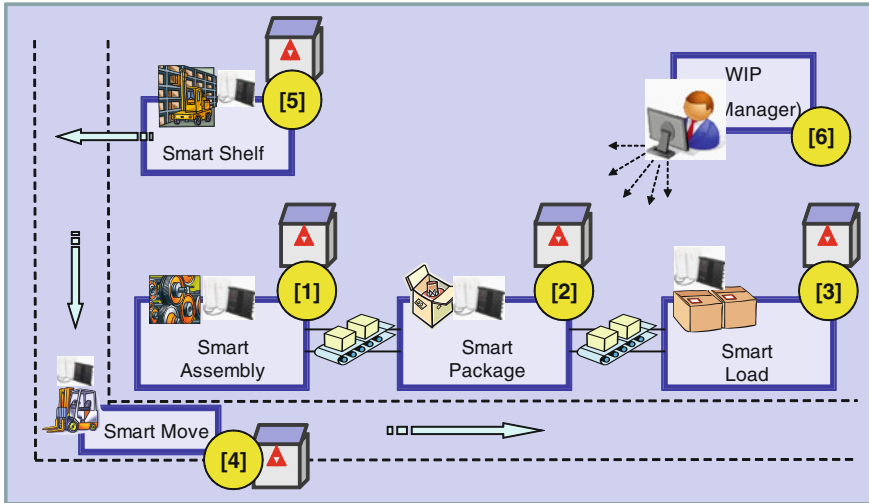 [5]
Smart Shelf
WIP
Manager)
[6]
[1]
Smart
Assembly
[2]
Smart
Package
[3]
Smart
Load
Smart Move
[4]